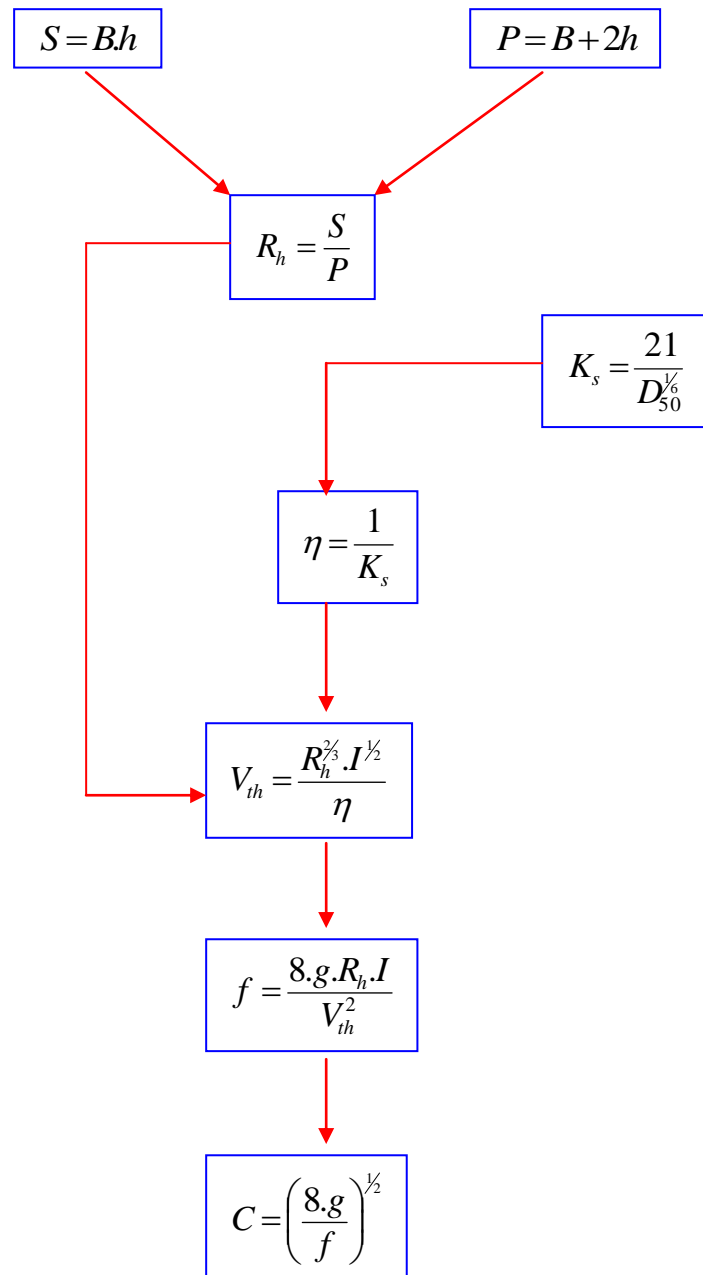 S = B.h
P = B + 2h
R_h = S/P
K_s = 21/D_50^{1/6}
η = 1/K_s
V_th = R_h^{2/3}.I^{1/2}/η
f = 8.g.R_h.I/V_th^2
C = (8.g/f)^{1/2}